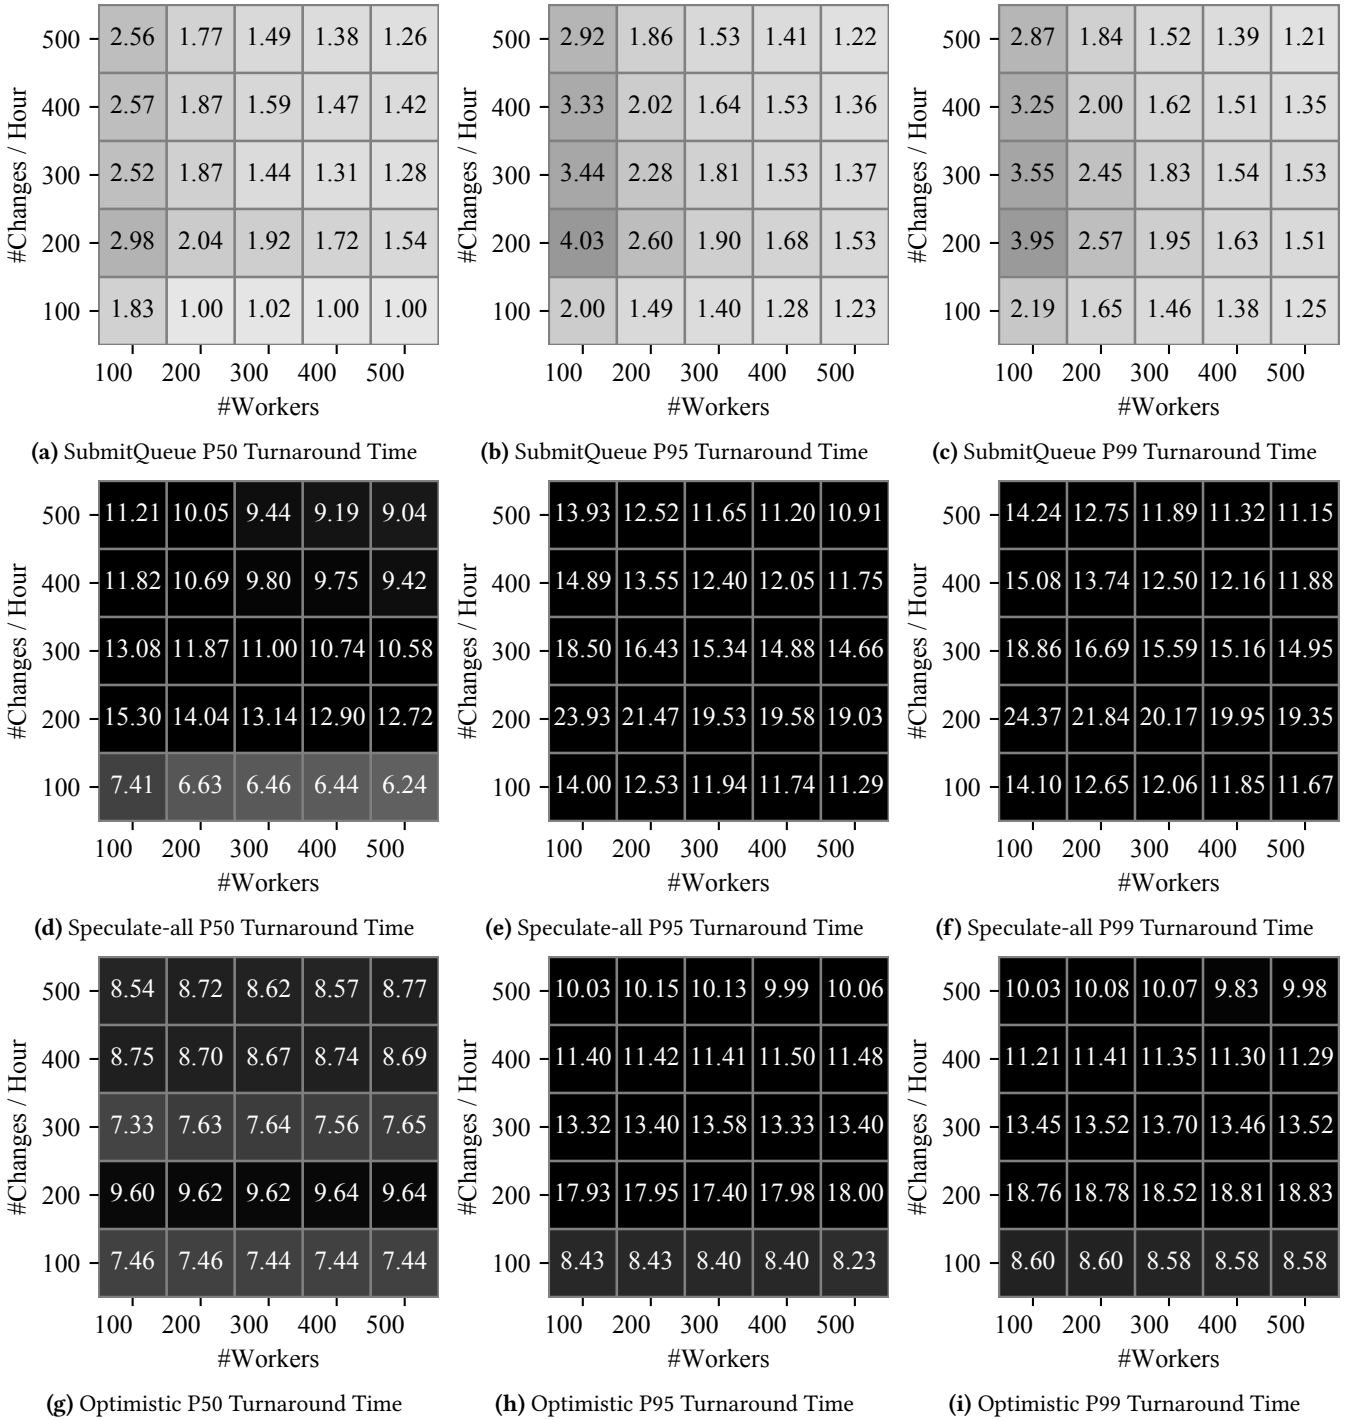 #Changes / Hour
500 2.56 1.77 1.49 1.38 1.26
400 2.57 1.87 1.59 1.47 1.42
300 2.52 1.87 1.44 1.31 1.28
200 2.98 2.04 1.92 1.72 1.54
100 1.83 1.00 1.02 1.00 1.00
100 200 300 400 500
#Workers
(a) SubmitQueue P50 Turnaround Time
#Changes / Hour
500 2.92 1.86 1.53 1.41 1.22
400 3.33 2.02 1.64 1.53 1.36
300 3.44 2.28 1.81 1.53 1.37
200 4.03 2.60 1.90 1.68 1.53
100 2.00 1.49 1.40 1.28 1.23
100 200 300 400 500
#Workers
(b) SubmitQueue P95 Turnaround Time
#Changes / Hour
500 2.87 1.84 1.52 1.39 1.21
400 3.25 2.00 1.62 1.51 1.35
300 3.55 2.45 1.83 1.54 1.53
200 3.95 2.57 1.95 1.63 1.51
100 2.19 1.65 1.46 1.38 1.25
100 200 300 400 500
#Workers
(c) SubmitQueue P99 Turnaround Time
#Changes / Hour
500 11.21 10.05 9.44 9.19 9.04
400 11.82 10.69 9.80 9.75 9.42
300 13.08 11.87 11.00 10.74 10.58
200 15.30 14.04 13.14 12.90 12.72
100 7.41 6.63 6.46 6.44 6.24
100 200 300 400 500
#Workers
(d) Speculate-all P50 Turnaround Time
#Changes / Hour
500 13.93 12.52 11.65 11.20 10.91
400 14.89 13.55 12.40 12.05 11.75
300 18.50 16.43 15.34 14.88 14.66
200 23.93 21.47 19.53 19.58 19.03
100 14.00 12.53 11.94 11.74 11.29
100 200 300 400 500
#Workers
(e) Speculate-all P95 Turnaround Time
#Changes / Hour
500 14.24 12.75 11.89 11.32 11.15
400 15.08 13.74 12.50 12.16 11.88
300 18.86 16.69 15.59 15.16 14.95
200 24.37 21.84 20.17 19.95 19.35
100 14.10 12.65 12.06 11.85 11.67
100 200 300 400 500
#Workers
(f) Speculate-all P99 Turnaround Time
#Changes / Hour
500 8.54 8.72 8.62 8.57 8.77
400 8.75 8.70 8.67 8.74 8.69
300 7.33 7.63 7.64 7.56 7.65
200 9.60 9.62 9.62 9.64 9.64
100 7.46 7.46 7.44 7.44 7.44
100 200 300 400 500
#Workers
(g) Optimistic P50 Turnaround Time
#Changes / Hour
500 10.03 10.15 10.13 9.99 10.06
400 11.40 11.42 11.41 11.50 11.48
300 13.32 13.40 13.58 13.33 13.40
200 17.93 17.95 17.40 17.98 18.00
100 8.43 8.43 8.40 8.40 8.23
100 200 300 400 500
#Workers
(h) Optimistic P95 Turnaround Time
#Changes / Hour
500 10.03 10.08 10.07 9.83 9.98
400 11.21 11.41 11.35 11.30 11.29
300 13.45 13.52 13.70 13.46 13.52
200 18.76 18.78 18.52 18.81 18.83
100 8.60 8.60 8.58 8.58 8.58
100 200 300 400 500
#Workers
(i) Optimistic P99 Turnaround Time